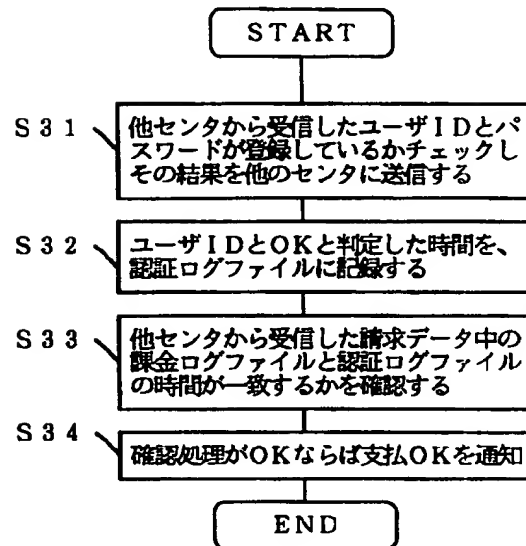 START
S31
他センタから受信したユーザIDとパ
スワードが登録しているかチェックし
その結果を他のセンタに送信する
S32
ユーザIDとOKと判定した時間を、
認証ログファイルに記録する
S33
他センタから受信した請求データ中の
課金ログファイルと認証ログファイル
の時間が一致するかを確認する
S34
確認処理がOKならば支払OKを通知
END